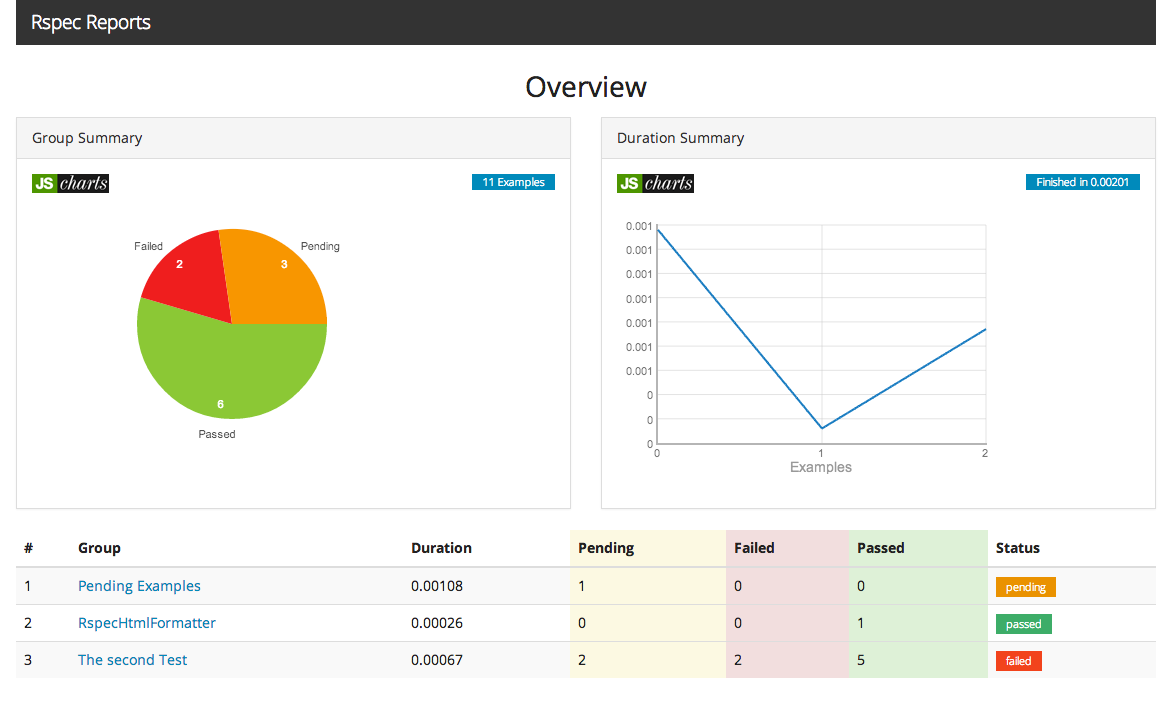 Rspec Reports
Overview
Group Summary
JS charts
11 Examples
Failed
Pending
2
3
6
Passed
Duration Summary
JS charts
Finished in 0.00201
0.001
0.001
0.001
0.001
0.001
0.001
0.001
0
0
0
0 1 2
Examples
# Group Duration Pending Failed Passed Status
1 Pending Examples 0.00108 1 0 0 pending
2 RspecHtmlFormatter 0.00026 0 0 1 passed
3 The second Test 0.00067 2 2 5 failed